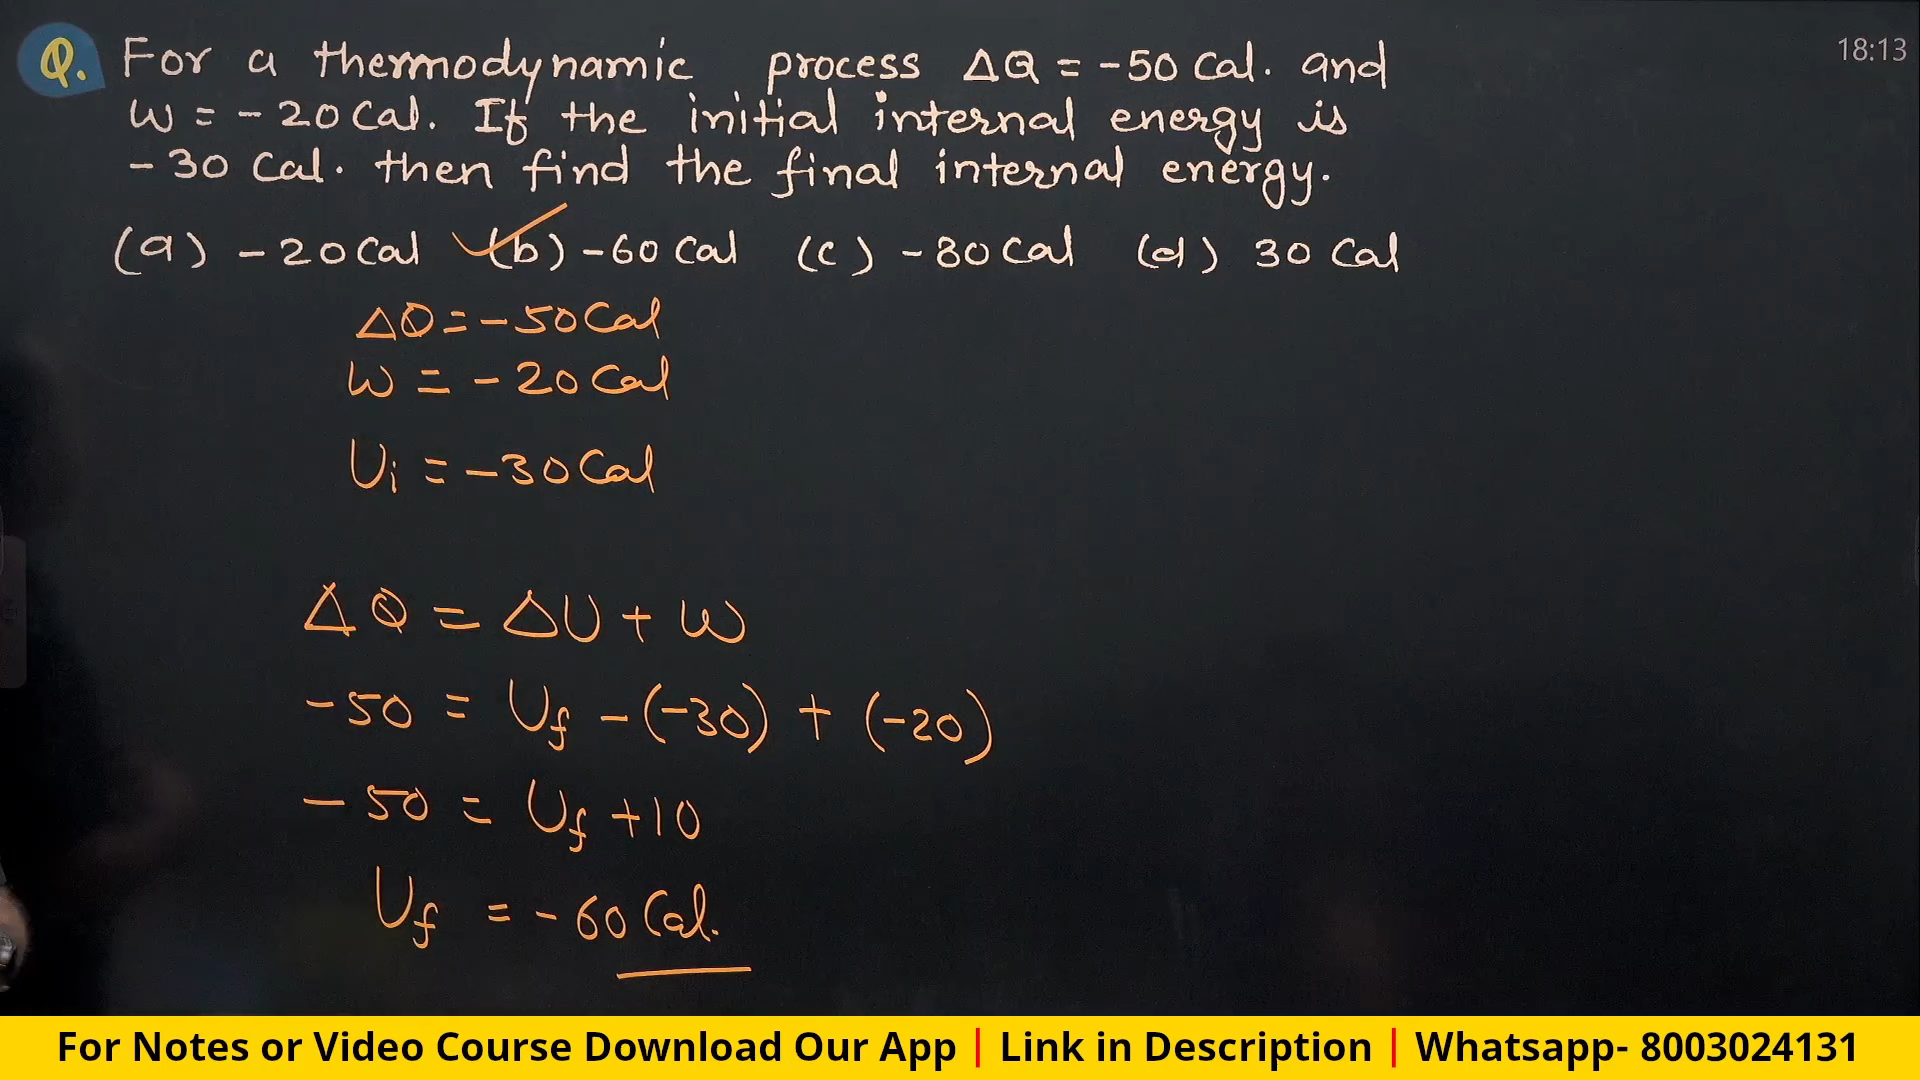 Q. For a thermodynamic process ΔQ = -50 Cal. and
18:13
W = -20 Cal. If the initial internal energy is
-30 Cal. then find the final internal energy.
(a) -20 Cal (b) -60 Cal (c) -80 Cal (d) 30 Cal
ΔQ = -50 Cal
W = -20 Cal
Ui = -30 Cal
ΔQ = ΔU + W
-50 = Uf - (-30) + (-20)
-50 = Uf + 10
Uf = -60 Cal.
For Notes or Video Course Download Our App | Link in Description | Whatsapp- 8003024131